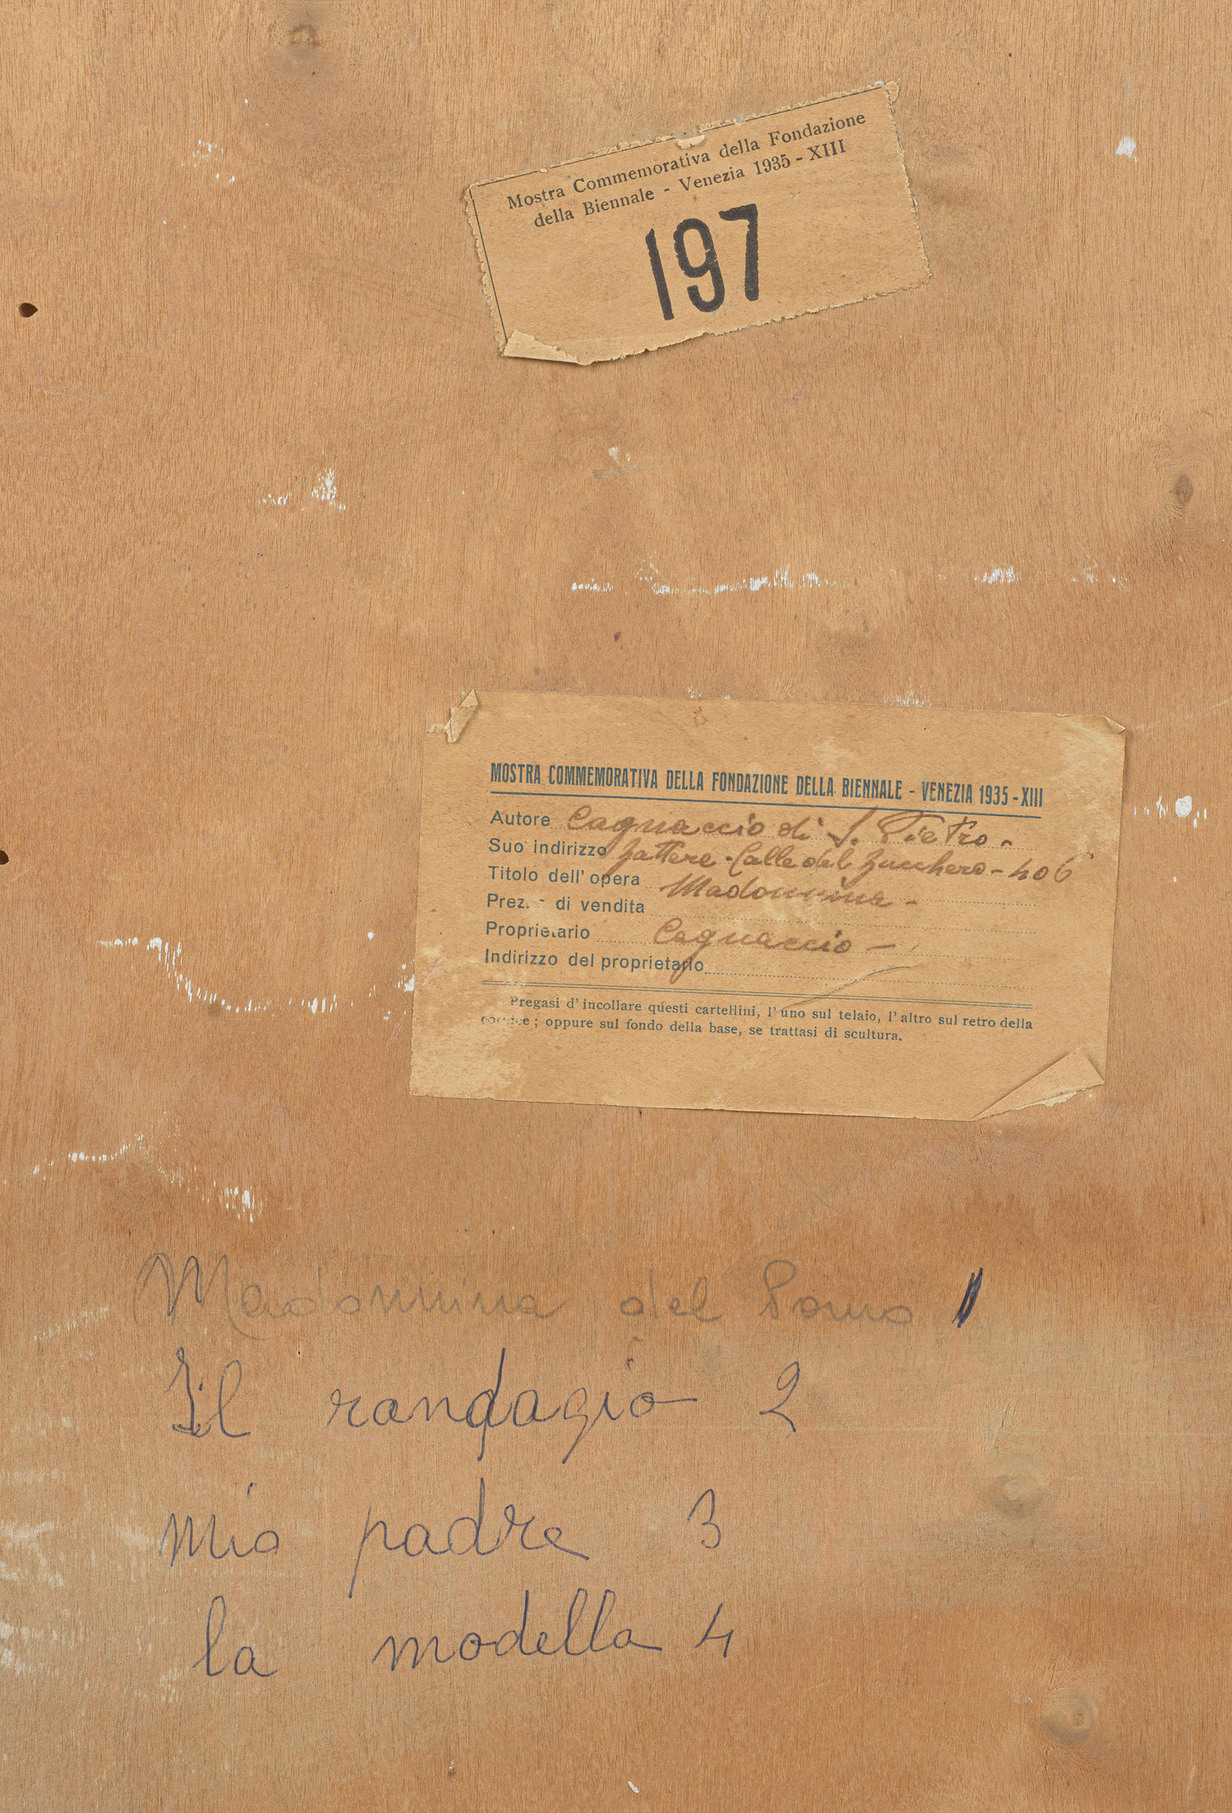 Mostra Commemorativa della Fondazione
della Biennale - Venezia 1935 - XIII
197
MOSTRA COMMEMORATIVA DELLA FONDAZIONE DELLA BIENNALE - VENEZIA 1935 - XIII
Autore Cagnaccio di S. Pietro -
Suo indirizzo Zattere - Calle del Zucchero - 406
Titolo dell' opera Madonnina -
Prez. di vendita
Proprietario Cagnaccio -
Indirizzo del proprietario
Pregasi d' incollare questi cartellini, l' uno sul telaio, l' altro sul retro della
; oppure sul fondo della base, se trattasi di scultura.
Madonnina del Pomo 1
Il randagio 2
mio padre 3
la modella 4